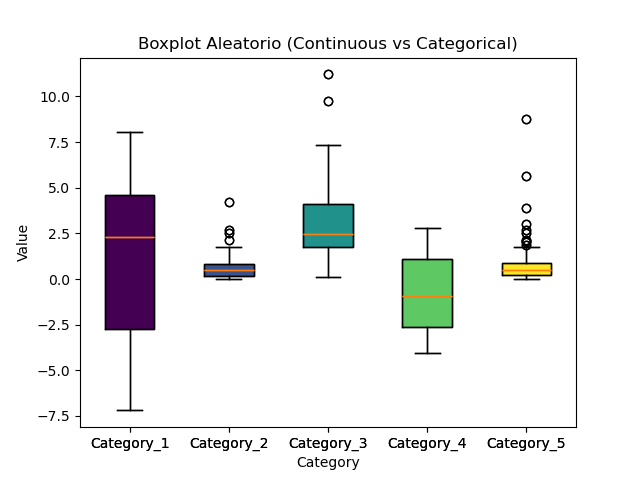 Boxplot Aleatorio (Continuous vs Categorical)
10.0
7.5
5.0
2.5
0.0
−2.5
−5.0
−7.5
Value
Category_1 Category_2 Category_3 Category_4 Category_5
Category